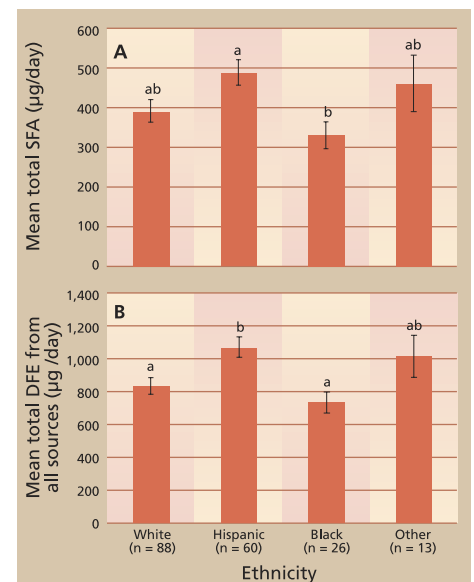 Mean total SFA (µg/day)
600
500
400
300
200
100
0
A
ab
a
b
ab
Mean total DFE from
all sources (µg /day)
1,400
1,200
1,000
800
600
400
200
0
B
a
b
a
ab
White
(n = 88)
Hispanic
(n = 60)
Black
(n = 26)
Other
(n = 13)
Ethnicity